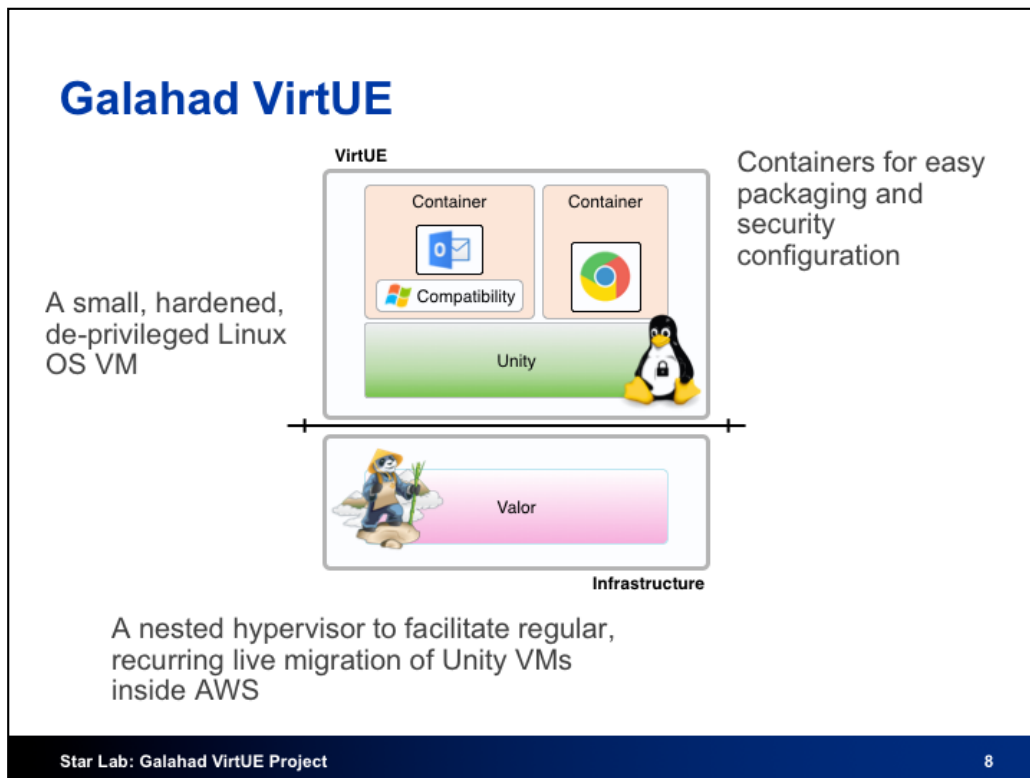 Galahad VirtUE
VirtUE
Containers for easy
packaging and
security
configuration
Container
Container
Compatibility
A small, hardened,
de-privileged Linux
OS VM
Unity
Valor
Infrastructure
A nested hypervisor to facilitate regular,
recurring live migration of Unity VMs
inside AWS
Star Lab: Galahad VirtUE Project
8